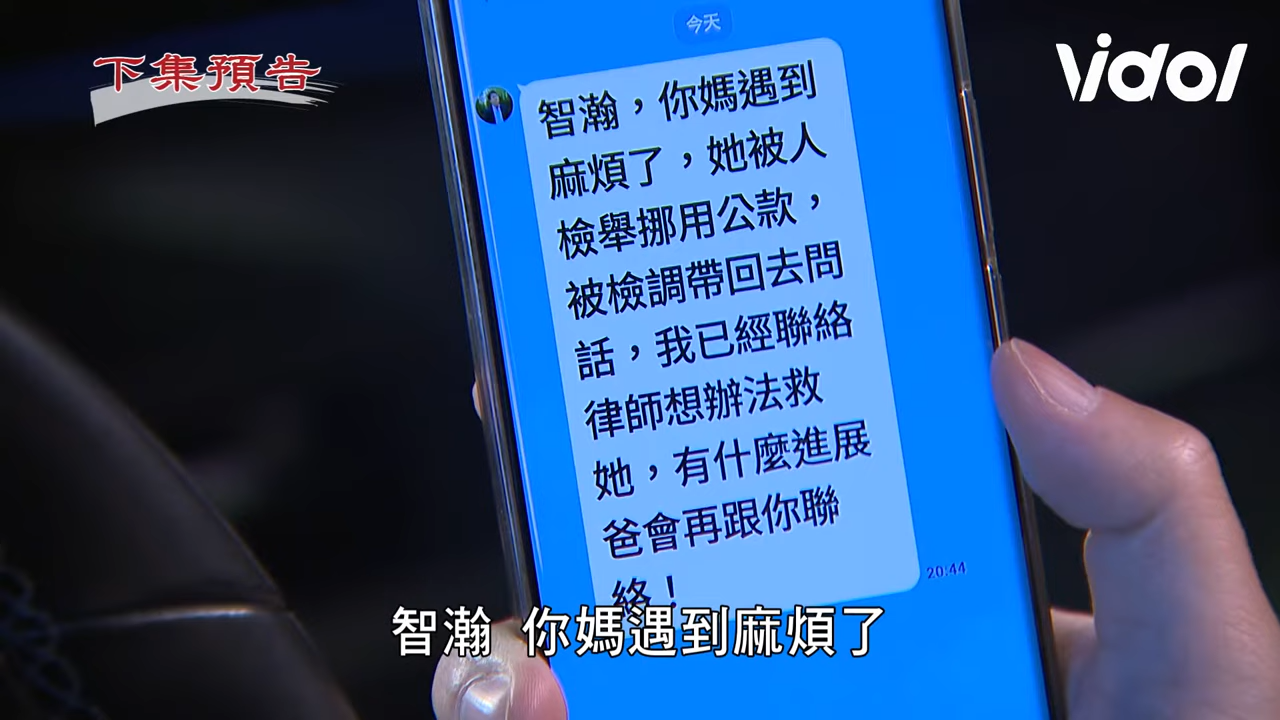 下集預告
Vidol
今天
智瀚，你媽遇到
麻煩了，她被人
檢舉挪用公款，
被檢調帶回去問
話，我已經聯絡
律師想辦法救
她，有什麼進展
爸會再跟你聯
絡！
20:44
智瀚 你媽遇到麻煩了